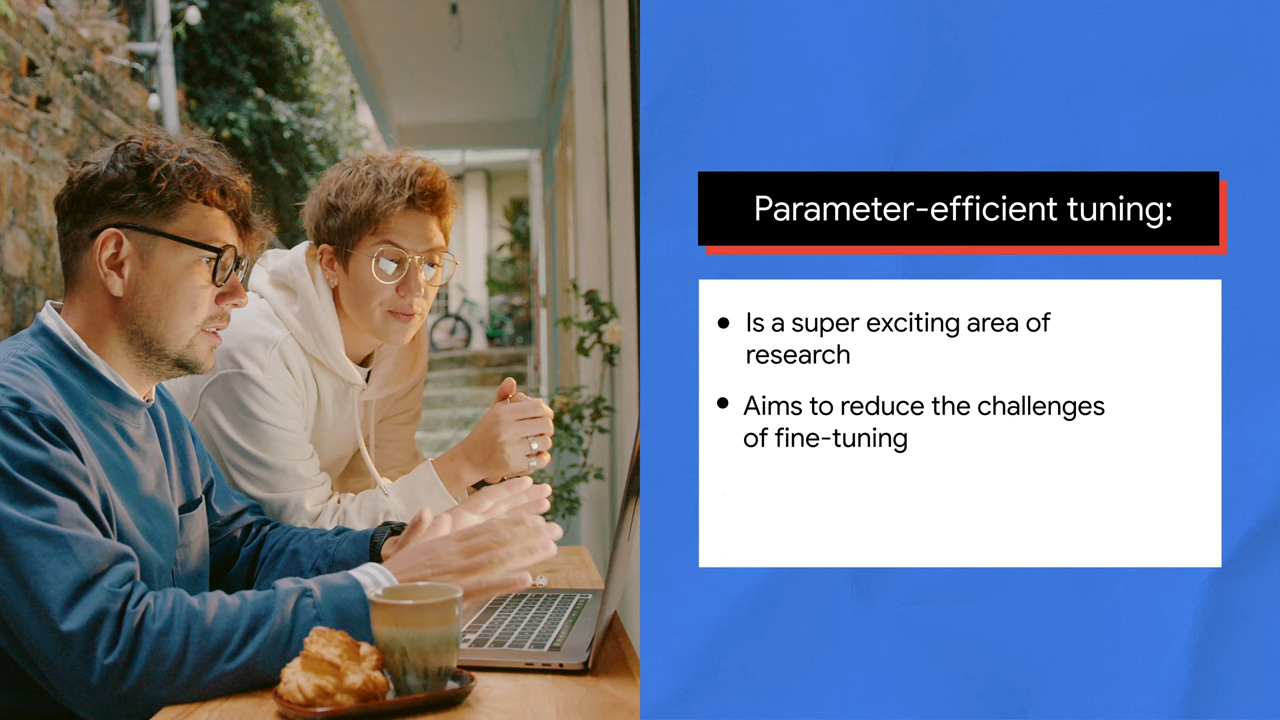 Parameter-efficient tuning:
• Is a super exciting area of
research
• Aims to reduce the challenges
of fine-tuning